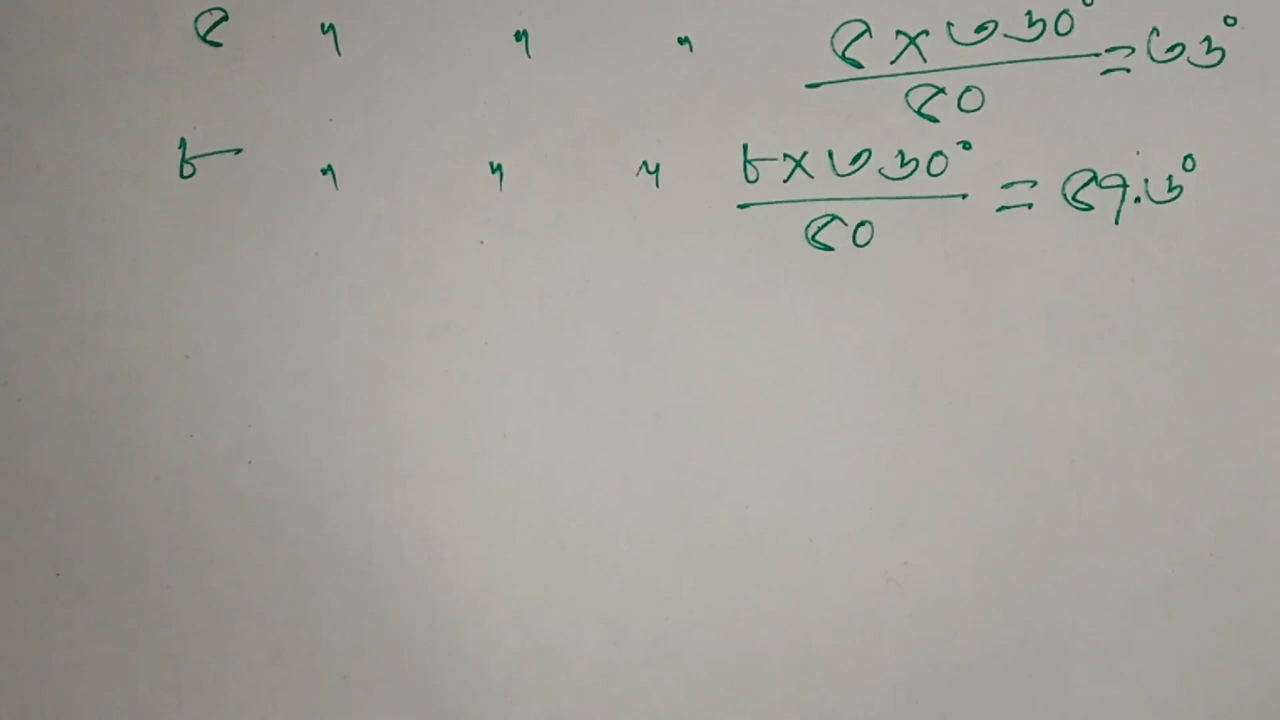 ৫ " " " ৫×৩৬০°/৫০ = ৩৬°
৮ " " " ৮×৩৬০°/৫০ = ৫৭.৬°